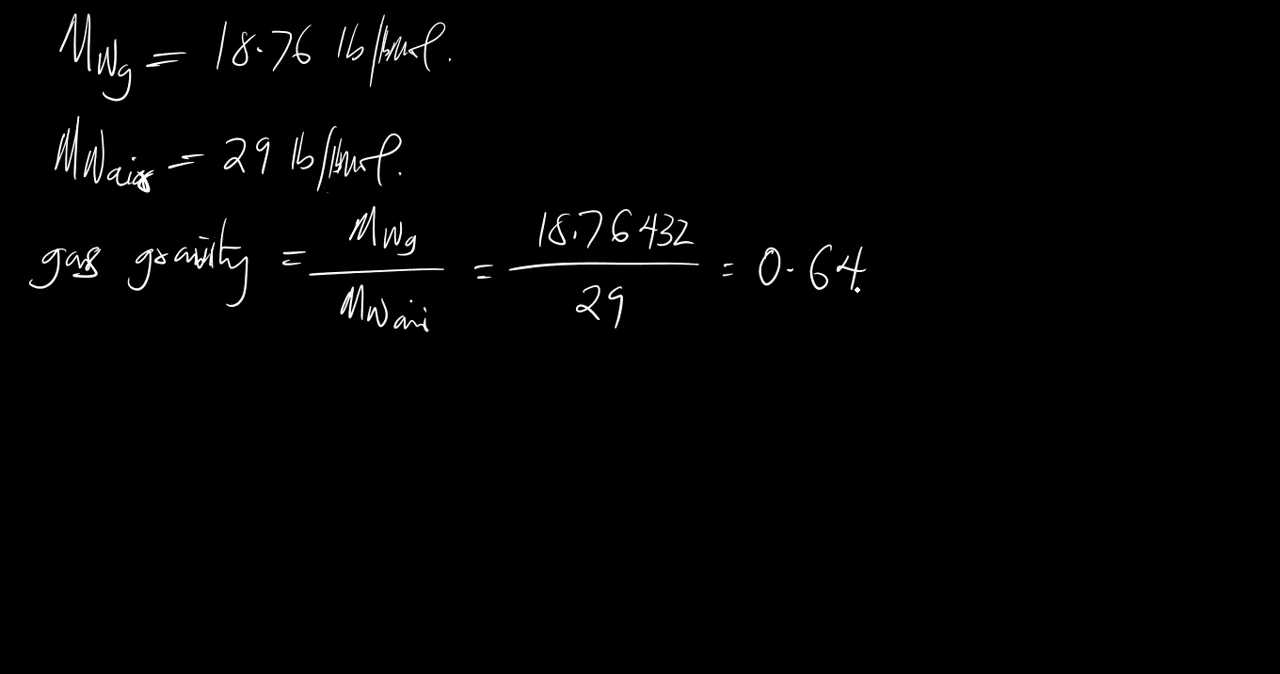 MWg = 18.76 lb/lbmol.
MWair = 29 lb/lbmol.
gas gravity = MWg / MWair = 18.76432 / 29 = 0.64.